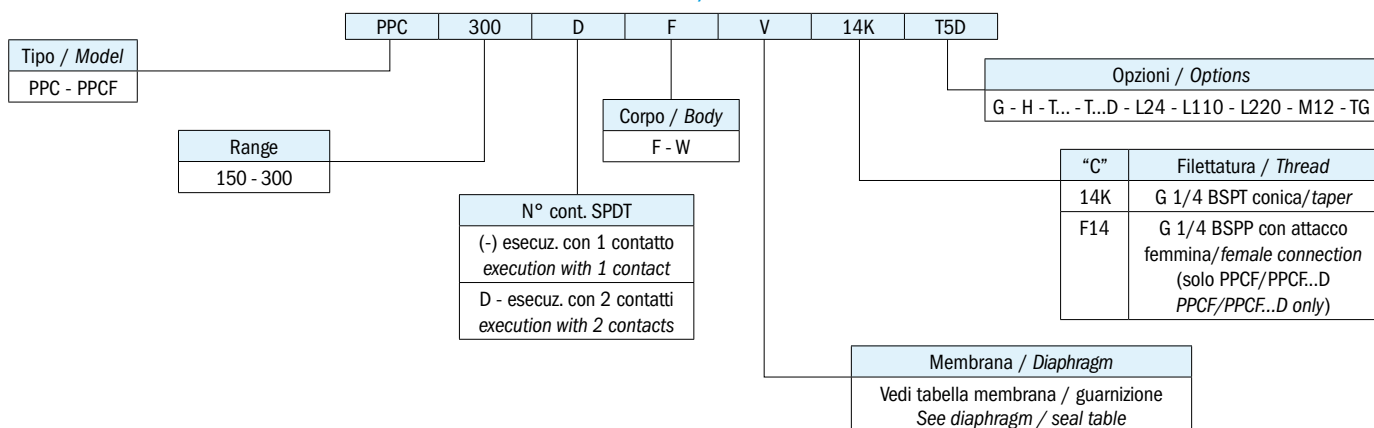 PPC 300 D F V 14K T5D
Tipo / Model
PPC - PPCF
Range
150 - 300
N° cont. SPDT
(-) esecuz. con 1 contatto
execution with 1 contact
D - esecuz. con 2 contatti
execution with 2 contacts
Corpo / Body
F - W
Membrana / Diaphragm
Vedi tabella membrana / guarnizione
See diaphragm / seal table
"C" Filettatura / Thread
14K G 1/4 BSPT conica/taper
F14 G 1/4 BSPP con attacco
femmina/female connection
(solo PPCF/PPCF...D
PPCF/PPCF...D only)
Opzioni / Options
G - H - T... - T...D - L24 - L110 - L220 - M12 - TG